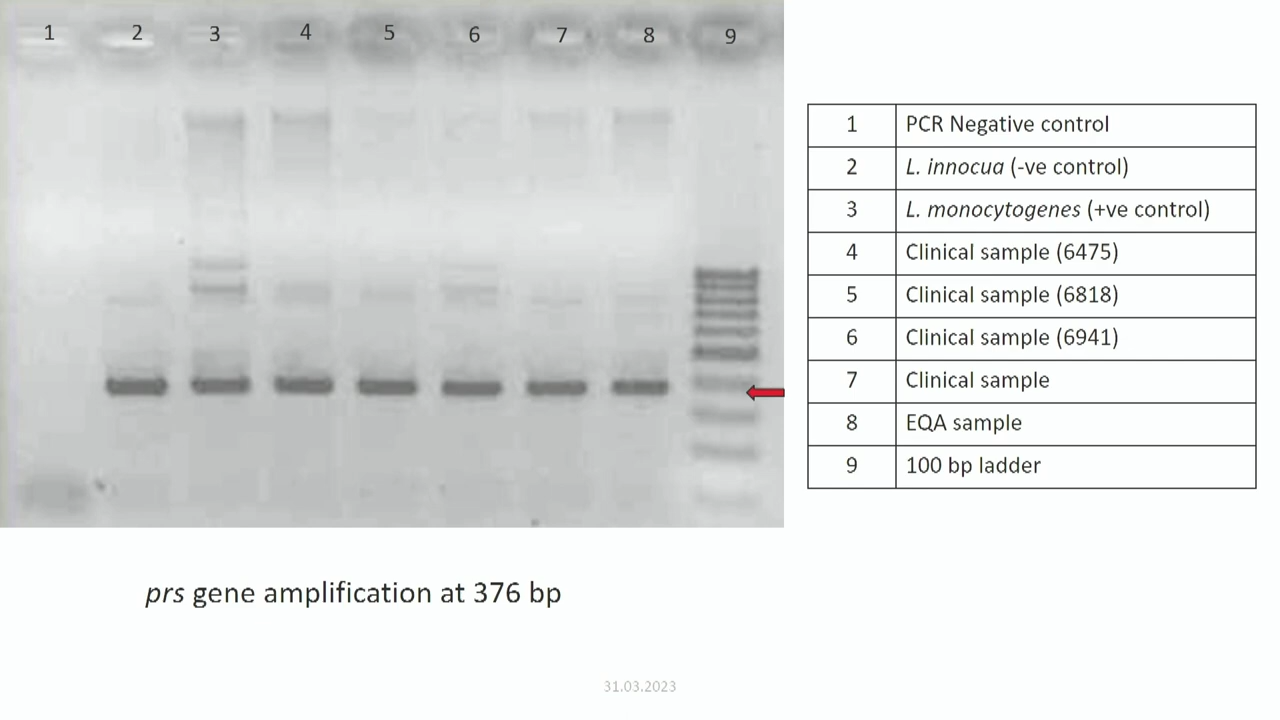 1 2 3 4 5 6 7 8 9
1 PCR Negative control
2 L. innocua (-ve control)
3 L. monocytogenes (+ve control)
4 Clinical sample (6475)
5 Clinical sample (6818)
6 Clinical sample (6941)
7 Clinical sample
8 EQA sample
9 100 bp ladder
prs gene amplification at 376 bp
31.03.2023